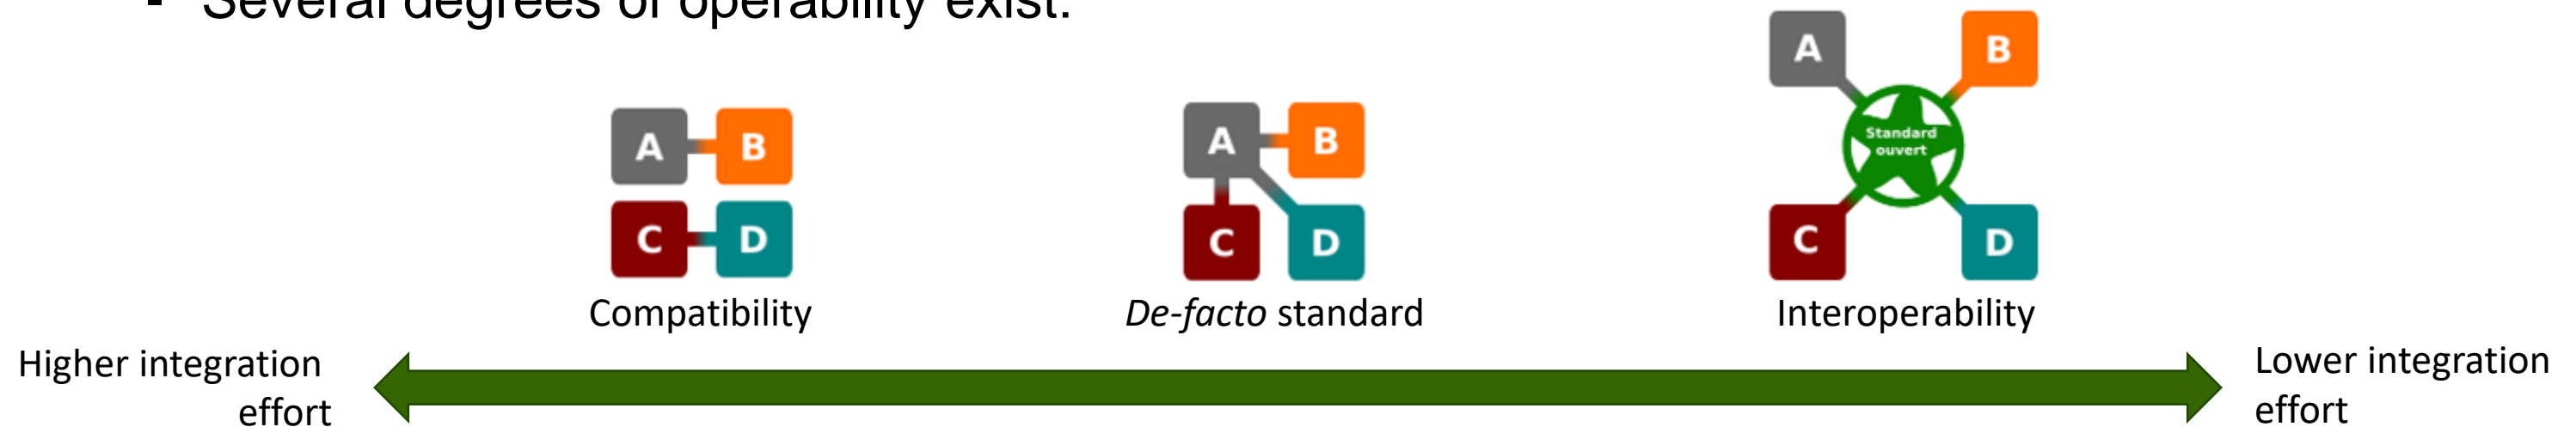 - Several degrees of operability exist:
A B
C D
Compatibility
A B
C D
De-facto standard
A B
Standard
ouvert
C D
Interoperability
Higher integration
effort
Lower integration
effort